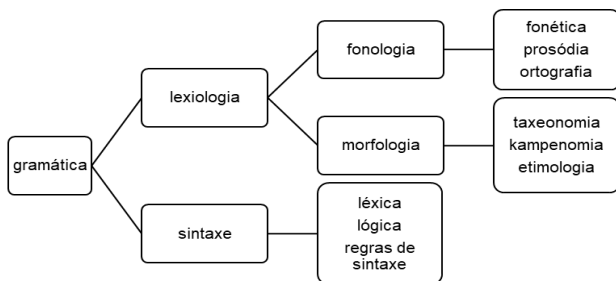 gramática
lexiologia
sintaxe
fonologia
morfologia
léxica
lógica
regras de
sintaxe
fonética
prosódia
ortografia
taxeonomia
kampenomia
etimologia